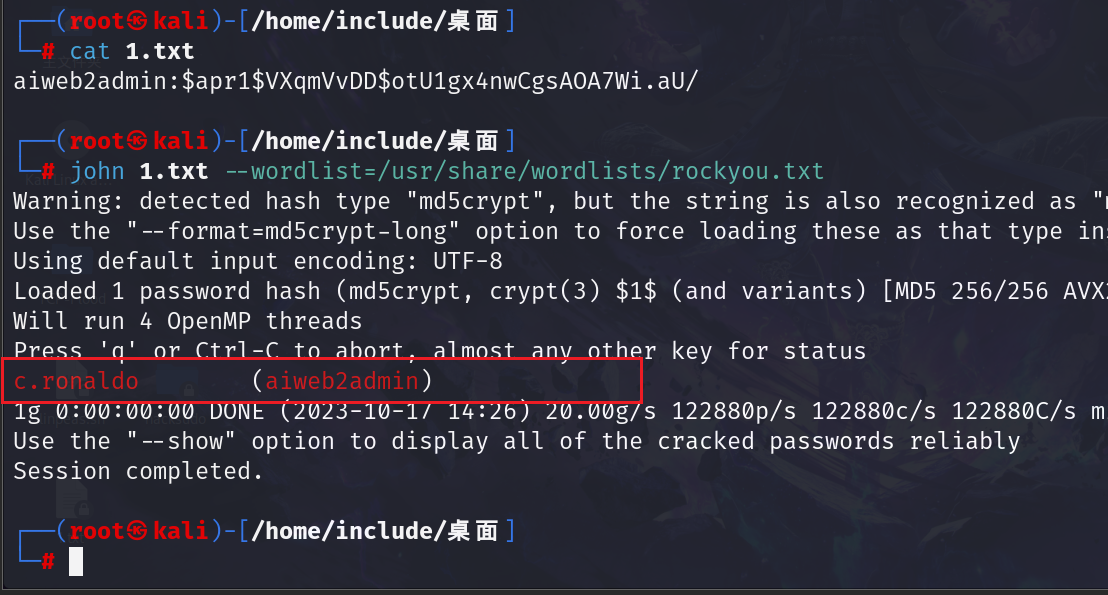 ┌──(root㉿kali)-[/home/include/桌面]
└─# cat 1.txt
aiweb2admin:$apr1$VXqmVvDD$otU1gx4nwCgsAOA7Wi.aU/
┌──(root㉿kali)-[/home/include/桌面]
└─# john 1.txt --wordlist=/usr/share/wordlists/rockyou.txt
Warning: detected hash type "md5crypt", but the string is also recognized as "
Use the "--format=md5crypt-long" option to force loading these as that type
Using default input encoding: UTF-8
Loaded 1 password hash (md5crypt, crypt(3) $1$ (and variants) [MD5 256/256
Will run 4 OpenMP threads
Press 'q' or Ctrl-C to abort, almost any other key for status
c.ronaldo (aiweb2admin)
1g 0:00:00:00 DONE (2023-10-17 14:26) 20.00g/s 122880p/s 122880c/s 122880C/s
Use the "--show" option to display all of the cracked passwords reliably
Session completed.
┌──(root㉿kali)-[/home/include/桌面]
└─#